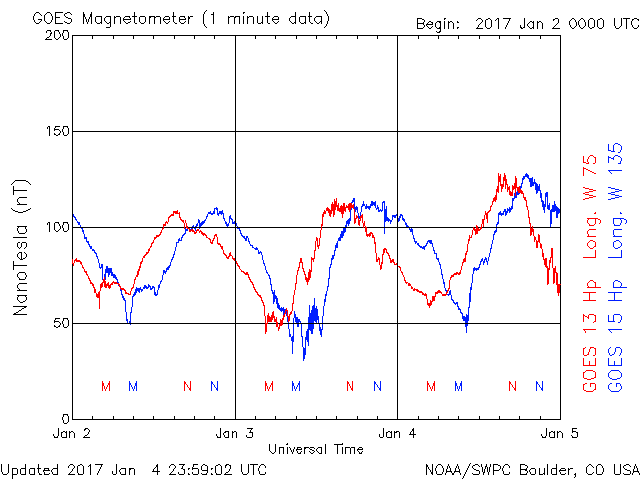 GOES Magnetometer (1 minute data)
Begin: 2017 Jan 2 0000 UTC
200
150
100
50
0
NanoTesla (nT)
M M N N M M N N M M N N
Jan 2 Jan 3 Jan 4 Jan 5
Universal Time
GOES 13 Hp Long. W 75
GOES 15 Hp Long. W 135
Updated 2017 Jan 4 23:59:02 UTC
NOAA/SWPC Boulder, CO USA